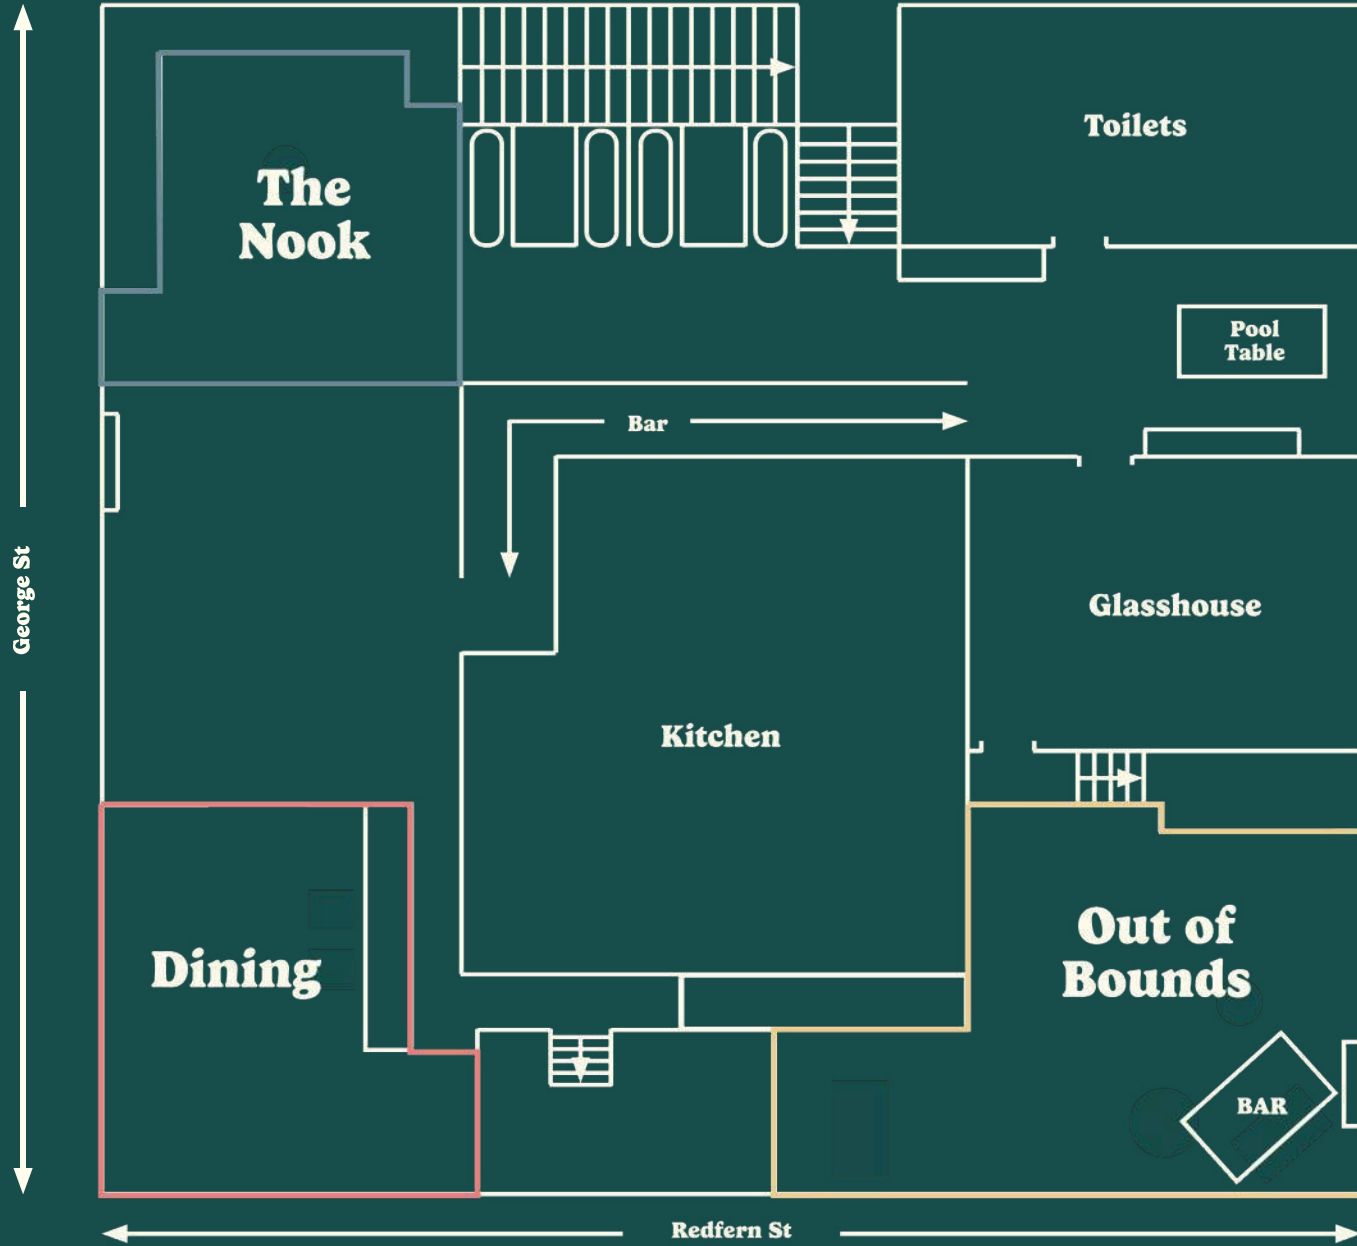 Toilets
The
Nook
Pool
Table
Bar
George St
Glasshouse
Kitchen
Out of
Bounds
Dining
BAR
Redfern St